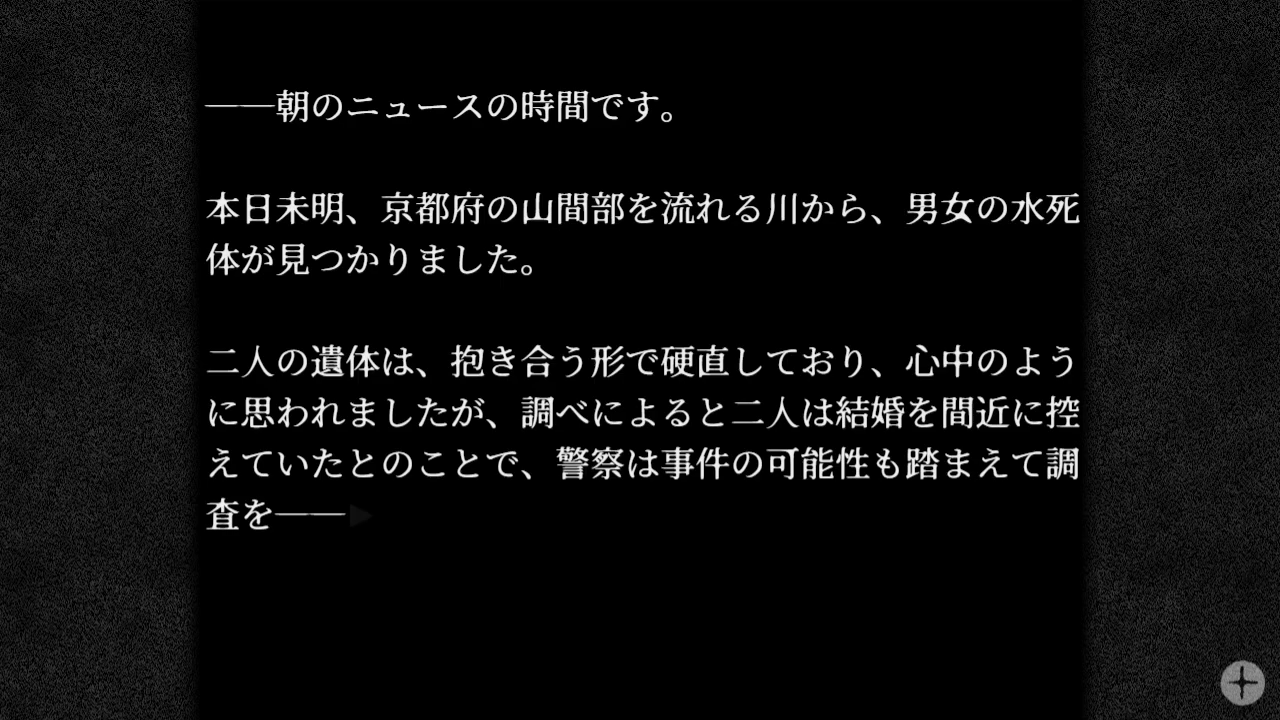 ――朝のニュースの時間です。
本日未明、京都府の山間部を流れる川から、男女の水死
体が見つかりました。
二人の遺体は、抱き合う形で硬直しており、心中のよう
に思われましたが、調べによると二人は結婚を間近に控
えていたとのことで、警察は事件の可能性も踏まえて調
査を――